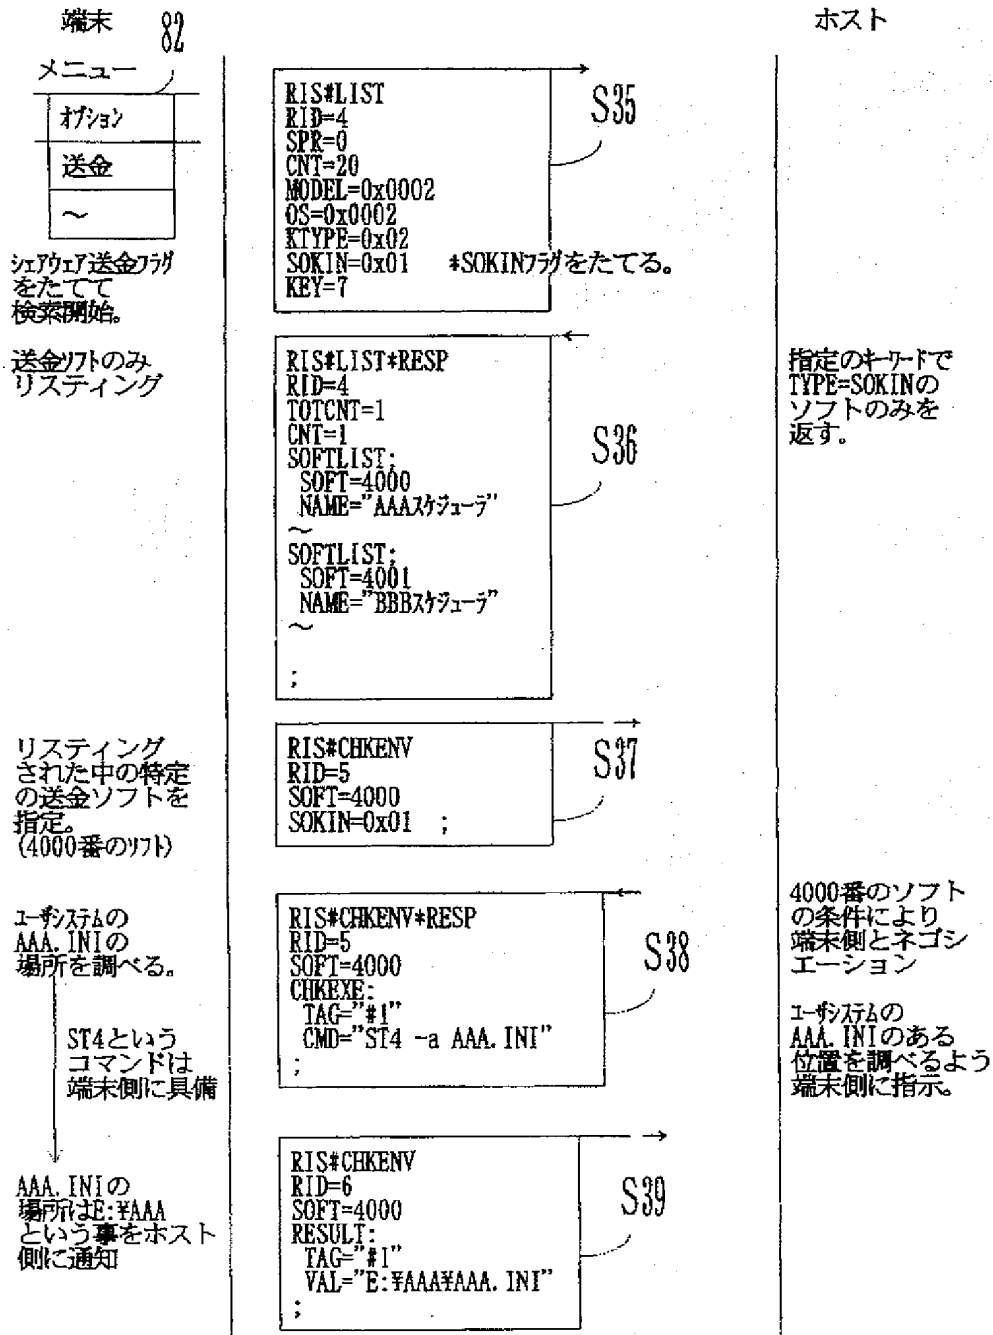 端末
82
ホスト
メニュー
オプション
送金
～
シェアウェア送金フラグ
をたてて
検索開始。
RIS#LIST
RID=4
SPR=0
CNT=20
MODEL=0x0002
OS=0x0002
KTYPE=0x02
SOKIN=0x01 *SOKINフラグをたてる。
KEY=7
S35
送金ソフトのみ
リスティング
RIS#LIST*RESP
RID=4
TOTCNT=1
CNT=1
SOFTLIST:
SOFT=4000
NAME="AAAスケジューラ"
～
SOFTLIST:
SOFT=4001
NAME="BBBスケジューラ"
～
;
S36
指定のキーワードで
TYPE=SOKINの
ソフトのみを
返す。
リスティング
された中の特定
の送金ソフトを
指定。
(4000番のソフト)
RIS#CHKENV
RID=5
SOFT=4000
SOKIN=0x01 ;
S37
ユーザシステムの
AAA.INIの
場所を調べる。
ST4という
コマンドは
端末側に具備
RIS#CHKENV*RESP
RID=5
SOFT=4000
CHKEXE:
TAG="#1"
CMD="ST4 -a AAA.INI"
;
S38
4000番のソフト
の条件により
端末側とネゴシ
エーション
ユーザシステムの
AAA.INIのある
位置を調べるよう
端末側に指示。
AAA.INIの
場所はE:¥AAA
という事をホスト
側に通知
RIS#CHKENV
RID=6
SOFT=4000
RESULT:
TAG="#1"
VAL="E:¥AAA¥AAA.INI"
;
S39